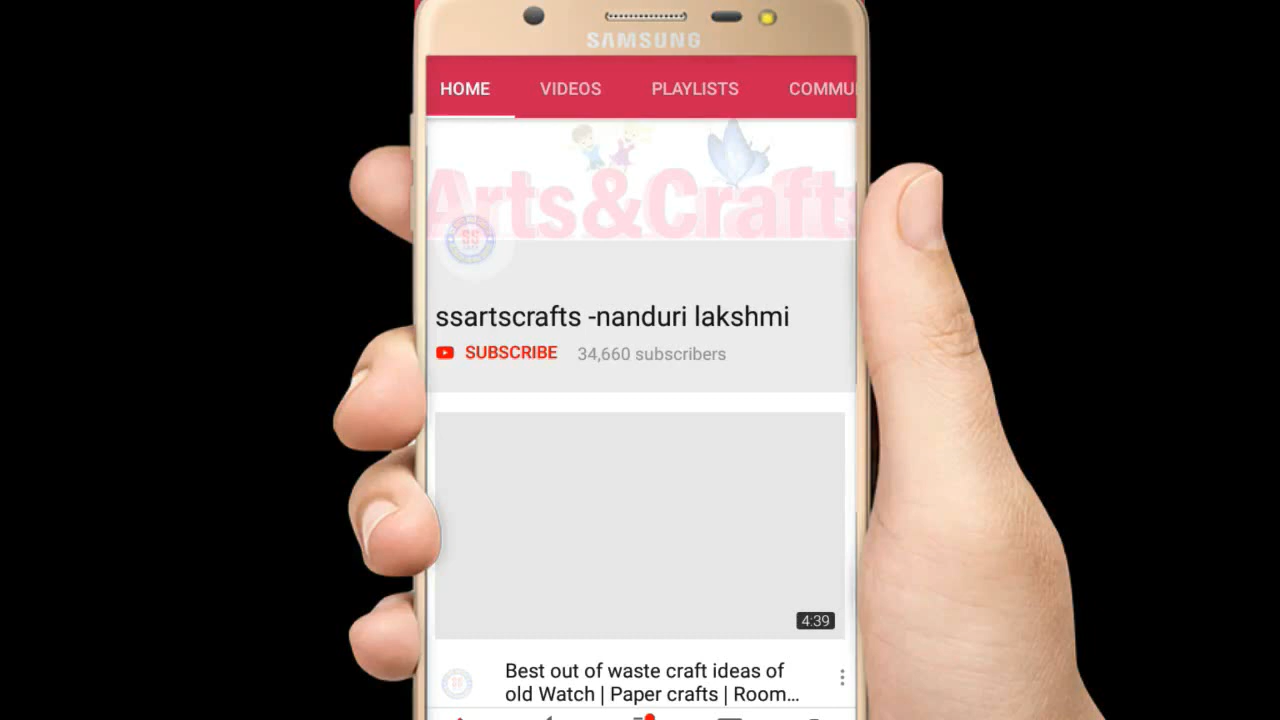 SAMSUNG
HOME VIDEOS PLAYLISTS COMMU
Arts&Crafts
SS
ssartscrafts -nanduri lakshmi
SUBSCRIBE 34,660 subscribers
4:39
Best out of waste craft ideas of
old Watch | Paper crafts | Room...